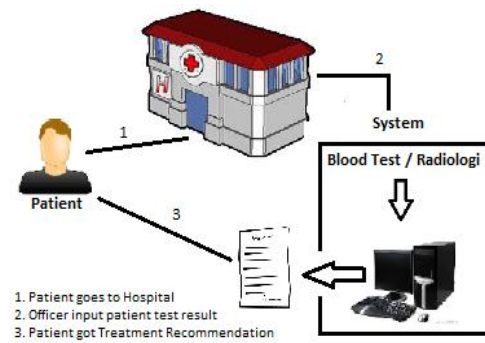 2
H
System
1
Blood Test / Radiologi
Patient
3
1. Patient goes to Hospital
2. Officer input patient test result
3. Patient got Treatment Recommendation